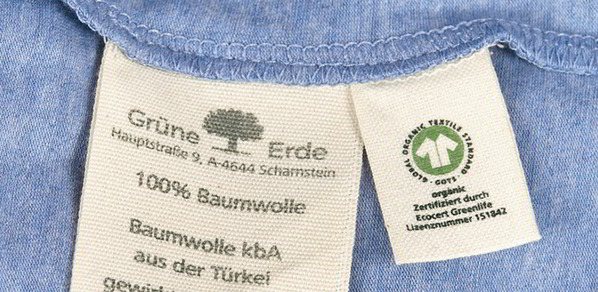 Grüne Erde
Hauptstraße 9, A-4644 Scharnstein
100% Baumwolle
Baumwolle kbA
aus der Türkei
GLOBAL ORGANIC TEXTILE STANDARD
· GOTS ·
organic
Zertifiziert durch
Ecocert Greenlife
Lizenznummer 151842